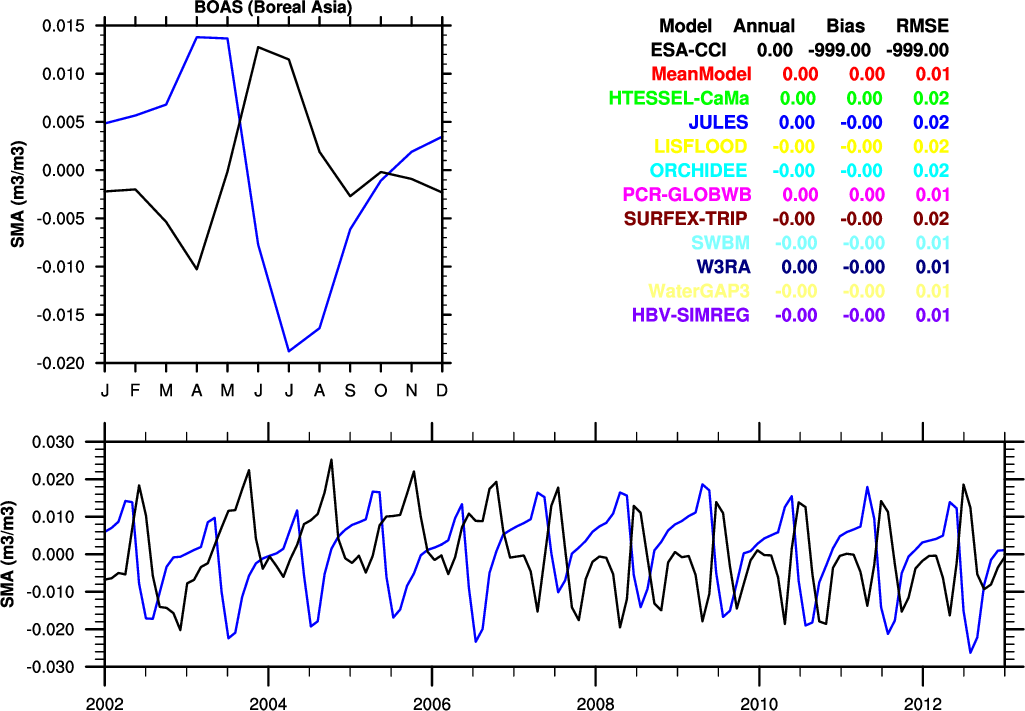 BOAS (Boreal Asia)
0.015
0.010
0.005
0.000
-0.005
-0.010
-0.015
-0.020
SMA (m3/m3)
J F M A M J J A S O N D
Model Annual Bias RMSE
ESA-CCI 0.00 -999.00 -999.00
MeanModel 0.00 0.00 0.01
HTESSEL-CaMa 0.00 0.00 0.02
JULES 0.00 -0.00 0.02
LISFLOOD -0.00 -0.00 0.02
ORCHIDEE -0.00 -0.00 0.02
PCR-GLOBWB 0.00 0.00 0.01
SURFEX-TRIP -0.00 -0.00 0.02
SWBM -0.00 -0.00 0.01
W3RA 0.00 -0.00 0.01
WaterGAP3 -0.00 -0.00 0.01
HBV-SIMREG -0.00 -0.00 0.01
0.030
0.020
0.010
0.000
-0.010
-0.020
-0.030
SMA (m3/m3)
2002 2004 2006 2008 2010 2012